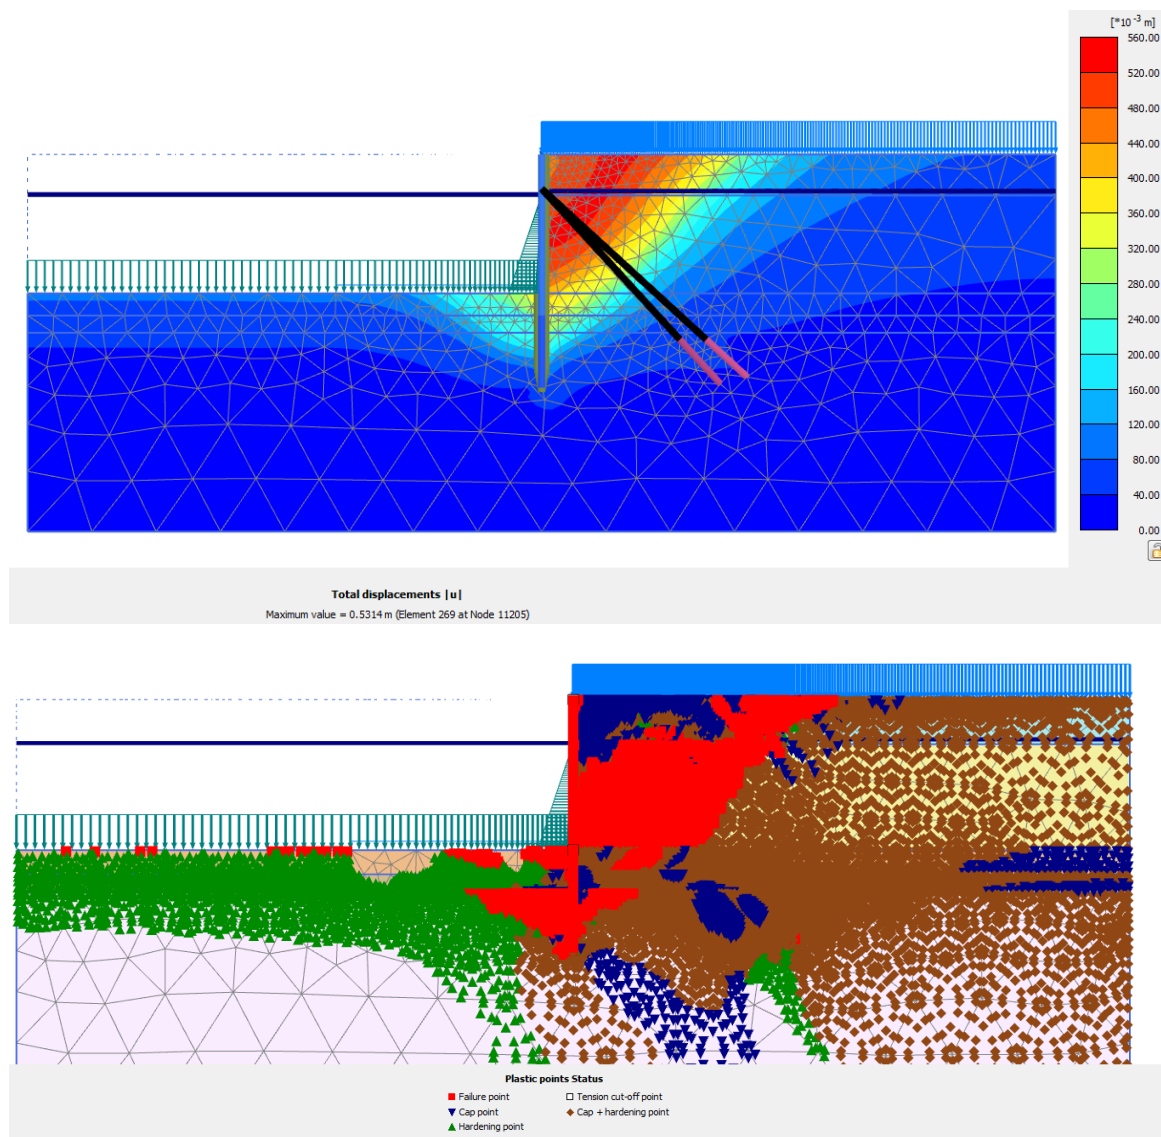 [*10⁻³ m]
560.00
520.00
480.00
440.00
400.00
360.00
320.00
280.00
240.00
200.00
160.00
120.00
80.00
40.00
0.00
Total displacements |u|
Maximum value = 0.5314 m (Element 269 at Node 11205)
Plastic points Status
Failure point
Tension cut-off point
Cap point
Cap + hardening point
Hardening point